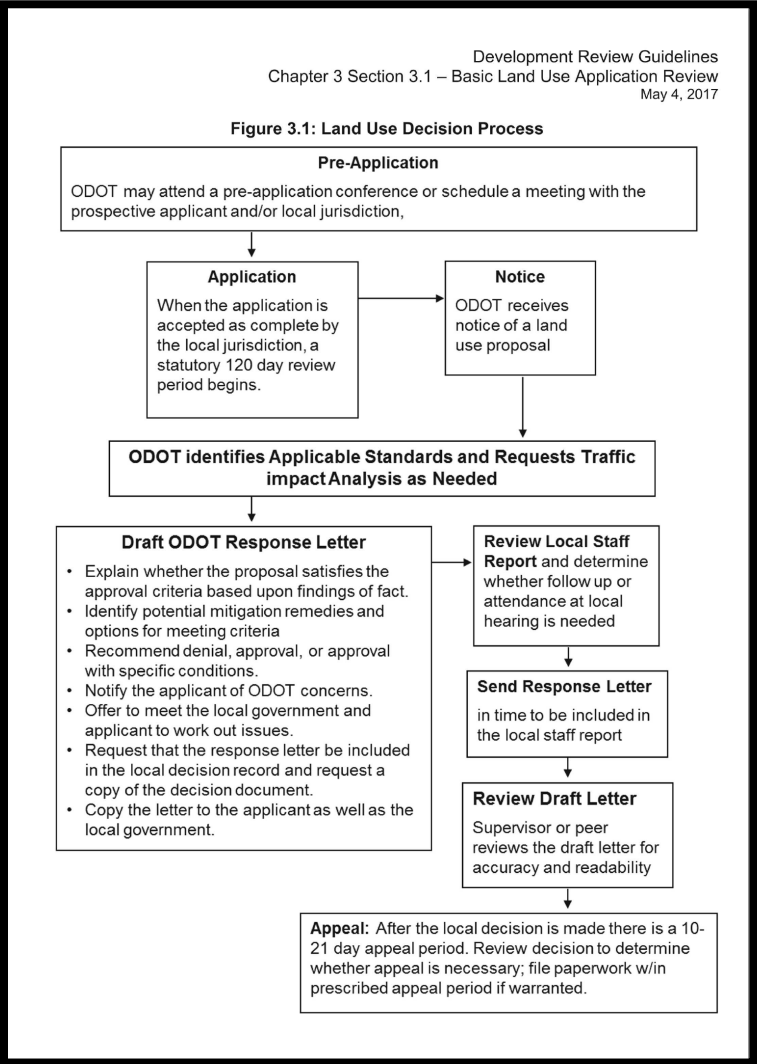 Development Review Guidelines
Chapter 3 Section 3.1 – Basic Land Use Application Review
May 4, 2017
Figure 3.1: Land Use Decision Process
Pre-Application
ODOT may attend a pre-application conference or schedule a meeting with the
prospective applicant and/or local jurisdiction,
Application
When the application is
accepted as complete by
the local jurisdiction, a
statutory 120 day review
period begins.
Notice
ODOT receives
notice of a land
use proposal
ODOT identifies Applicable Standards and Requests Traffic
impact Analysis as Needed
Draft ODOT Response Letter
• Explain whether the proposal satisfies the
approval criteria based upon findings of fact.
• Identify potential mitigation remedies and
options for meeting criteria
• Recommend denial, approval, or approval
with specific conditions.
• Notify the applicant of ODOT concerns.
• Offer to meet the local government and
applicant to work out issues.
• Request that the response letter be included
in the local decision record and request a
copy of the decision document.
• Copy the letter to the applicant as well as the
local government.
Review Local Staff
Report and determine
whether follow up or
attendance at local
hearing is needed
Send Response Letter
in time to be included in
the local staff report
Review Draft Letter
Supervisor or peer
reviews the draft letter for
accuracy and readability
Appeal: After the local decision is made there is a 10-
21 day appeal period. Review decision to determine
whether appeal is necessary; file paperwork w/in
prescribed appeal period if warranted.